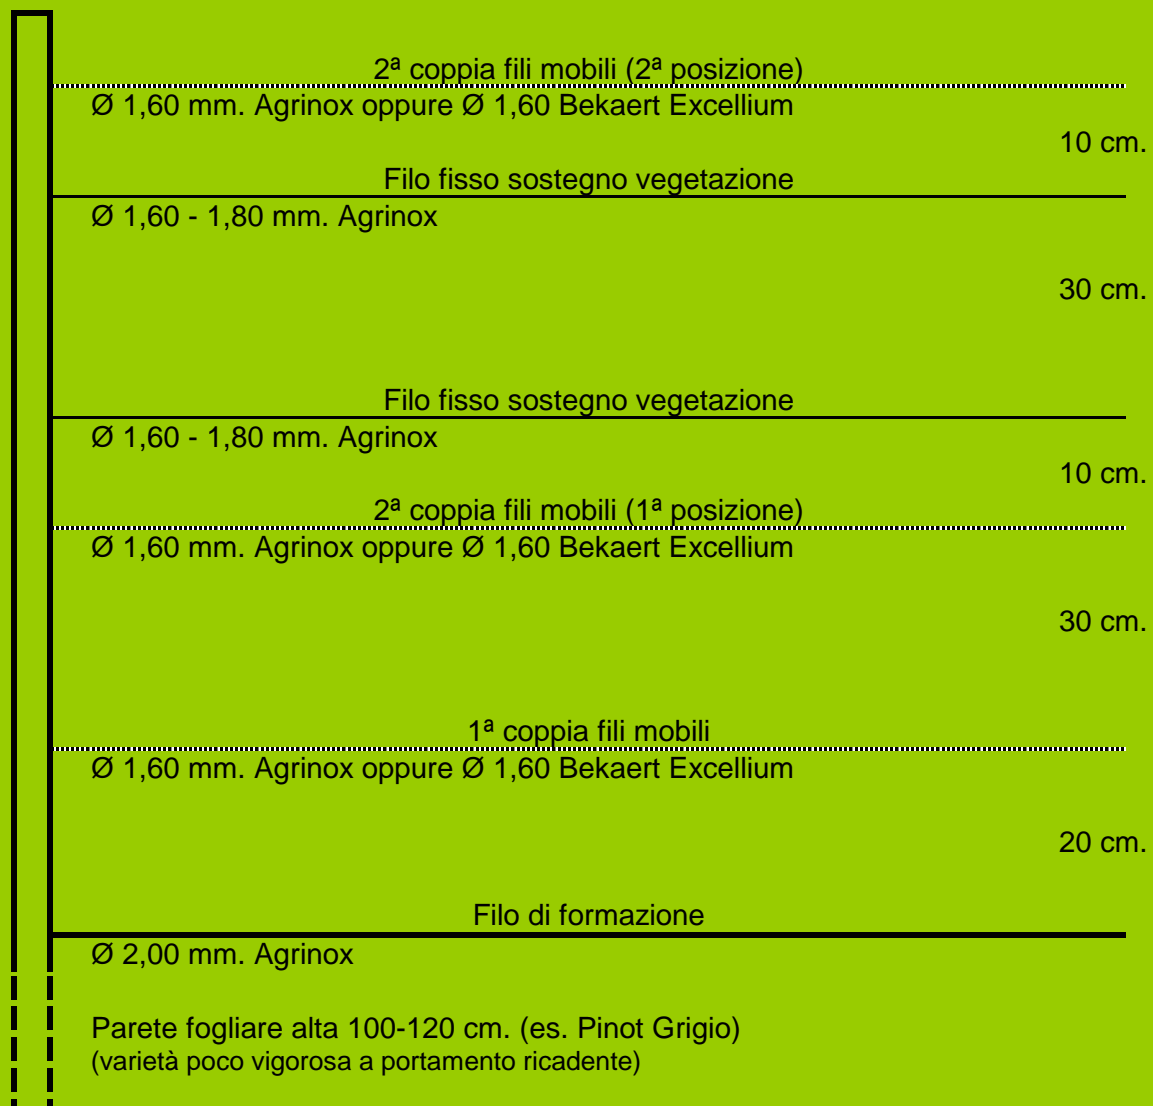 2ª coppia fili mobili (2ª posizione)
Ø 1,60 mm. Agrinox oppure Ø 1,60 Bekaert Excellium
10 cm.
Filo fisso sostegno vegetazione
Ø 1,60 - 1,80 mm. Agrinox
30 cm.
Filo fisso sostegno vegetazione
Ø 1,60 - 1,80 mm. Agrinox
10 cm.
2ª coppia fili mobili (1ª posizione)
Ø 1,60 mm. Agrinox oppure Ø 1,60 Bekaert Excellium
30 cm.
1ª coppia fili mobili
Ø 1,60 mm. Agrinox oppure Ø 1,60 Bekaert Excellium
20 cm.
Filo di formazione
Ø 2,00 mm. Agrinox
Parete fogliare alta 100-120 cm. (es. Pinot Grigio)
(varietà poco vigorosa a portamento ricadente)